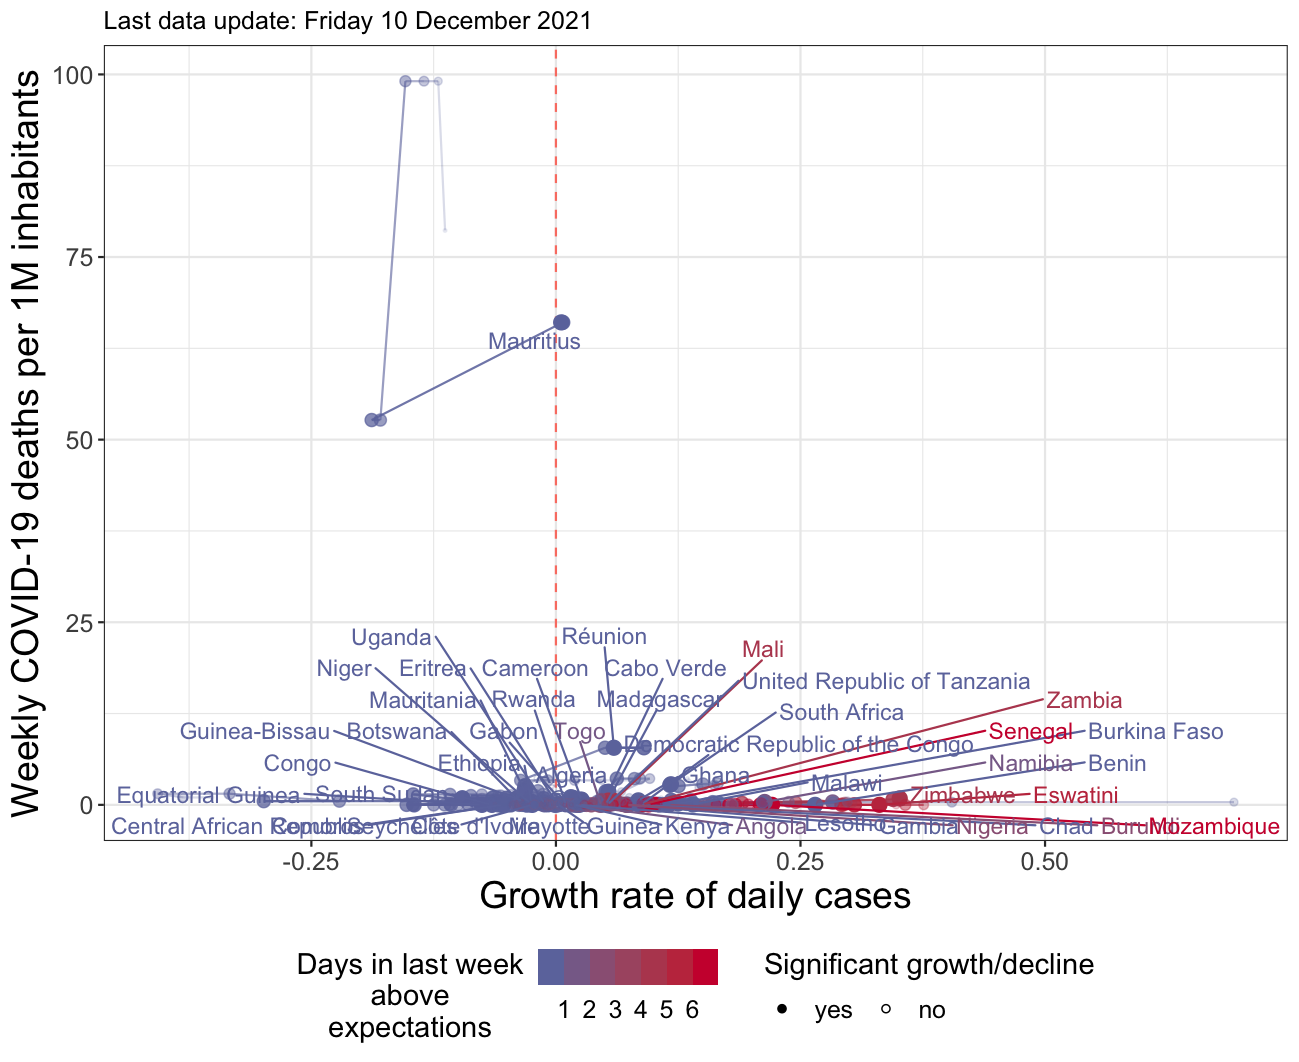 Last data update: Friday 10 December 2021
Weekly COVID-19 deaths per 1M inhabitants
100
75
50
25
0
Mauritius
Uganda
Réunion
Mali
Niger
Eritrea
Cameroon
Cabo Verde
United Republic of Tanzania
Mauritania
Rwanda
Madagascar
Zambia
South Africa
Guinea-Bissau
Botswana
Gabon
Togo
Democratic Republic of the Congo
Senegal
Burkina Faso
Congo
Ethiopia
Algeria
Ghana
Malawi
Namibia
Benin
Equatorial Guinea
South Sudan
Zimbabwe
Eswatini
Central African Republic
Comoros
Seychelles
Côte d'Ivoire
Mayotte
Guinea
Kenya
Angola
Lesotho
Gambia
Nigeria
Chad
Burundi
Mozambique
-0.25
0.00
0.25
0.50
Growth rate of daily cases
Days in last week
above
expectations
1 2 3 4 5 6
Significant growth/decline
yes
no